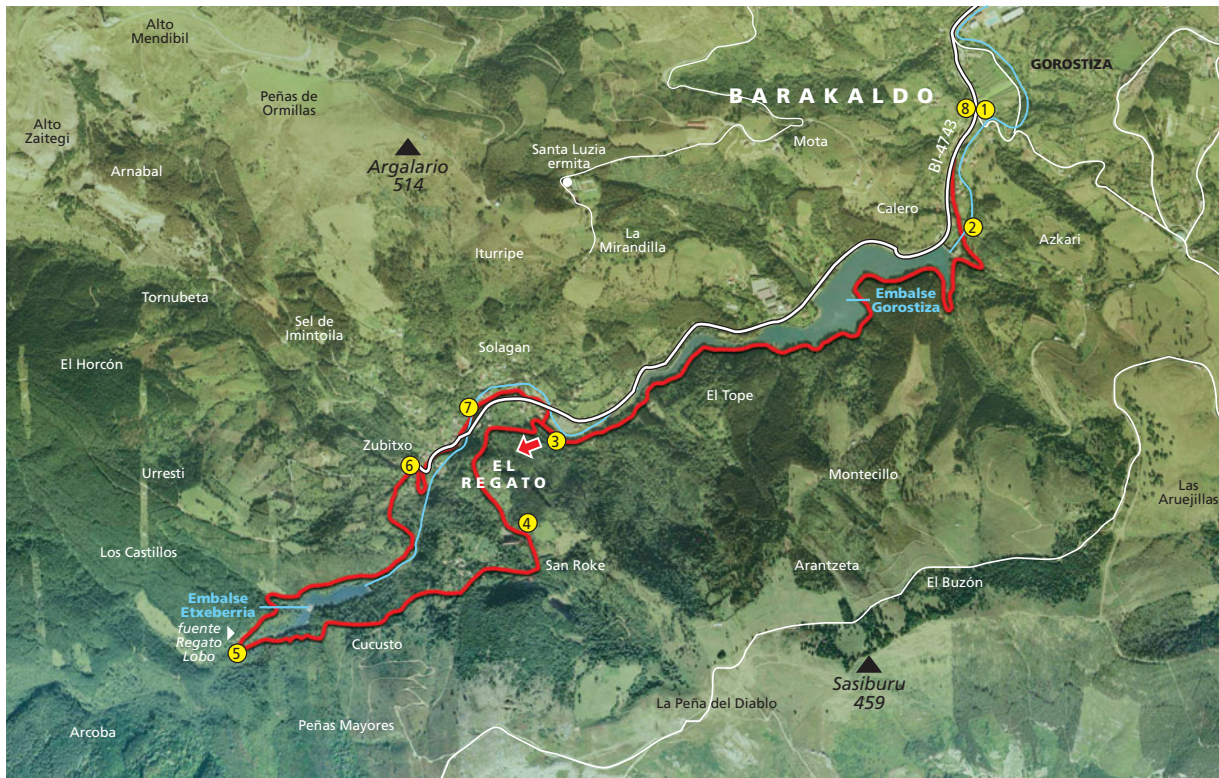 Alto
Mendibil
GOROSTIZA
Peñas de
Ormillas
BARAKALDO
8
1
Alto
Zaitegi
BI 4743
Mota
Santa Luzia
ermita
Argalario
514
Arnabal
Calero
2
La
Mirandilla
Azkari
Iturripe
Tornubeta
Embalse
Gorostiza
Sel de
Imintoila
Solagan
El Horcón
El Tope
7
3
Zubitxo
6
EL
REGATO
Urresti
Montecillo
Las
Aruejillas
4
Los Castillos
San Roke
Arantzeta
El Buzón
Embalse
Etxeberria
fuente
Regato
Lobo
5
Cucusto
Sasiburu
459
La Peña del Diablo
Peñas Mayores
Arcoba